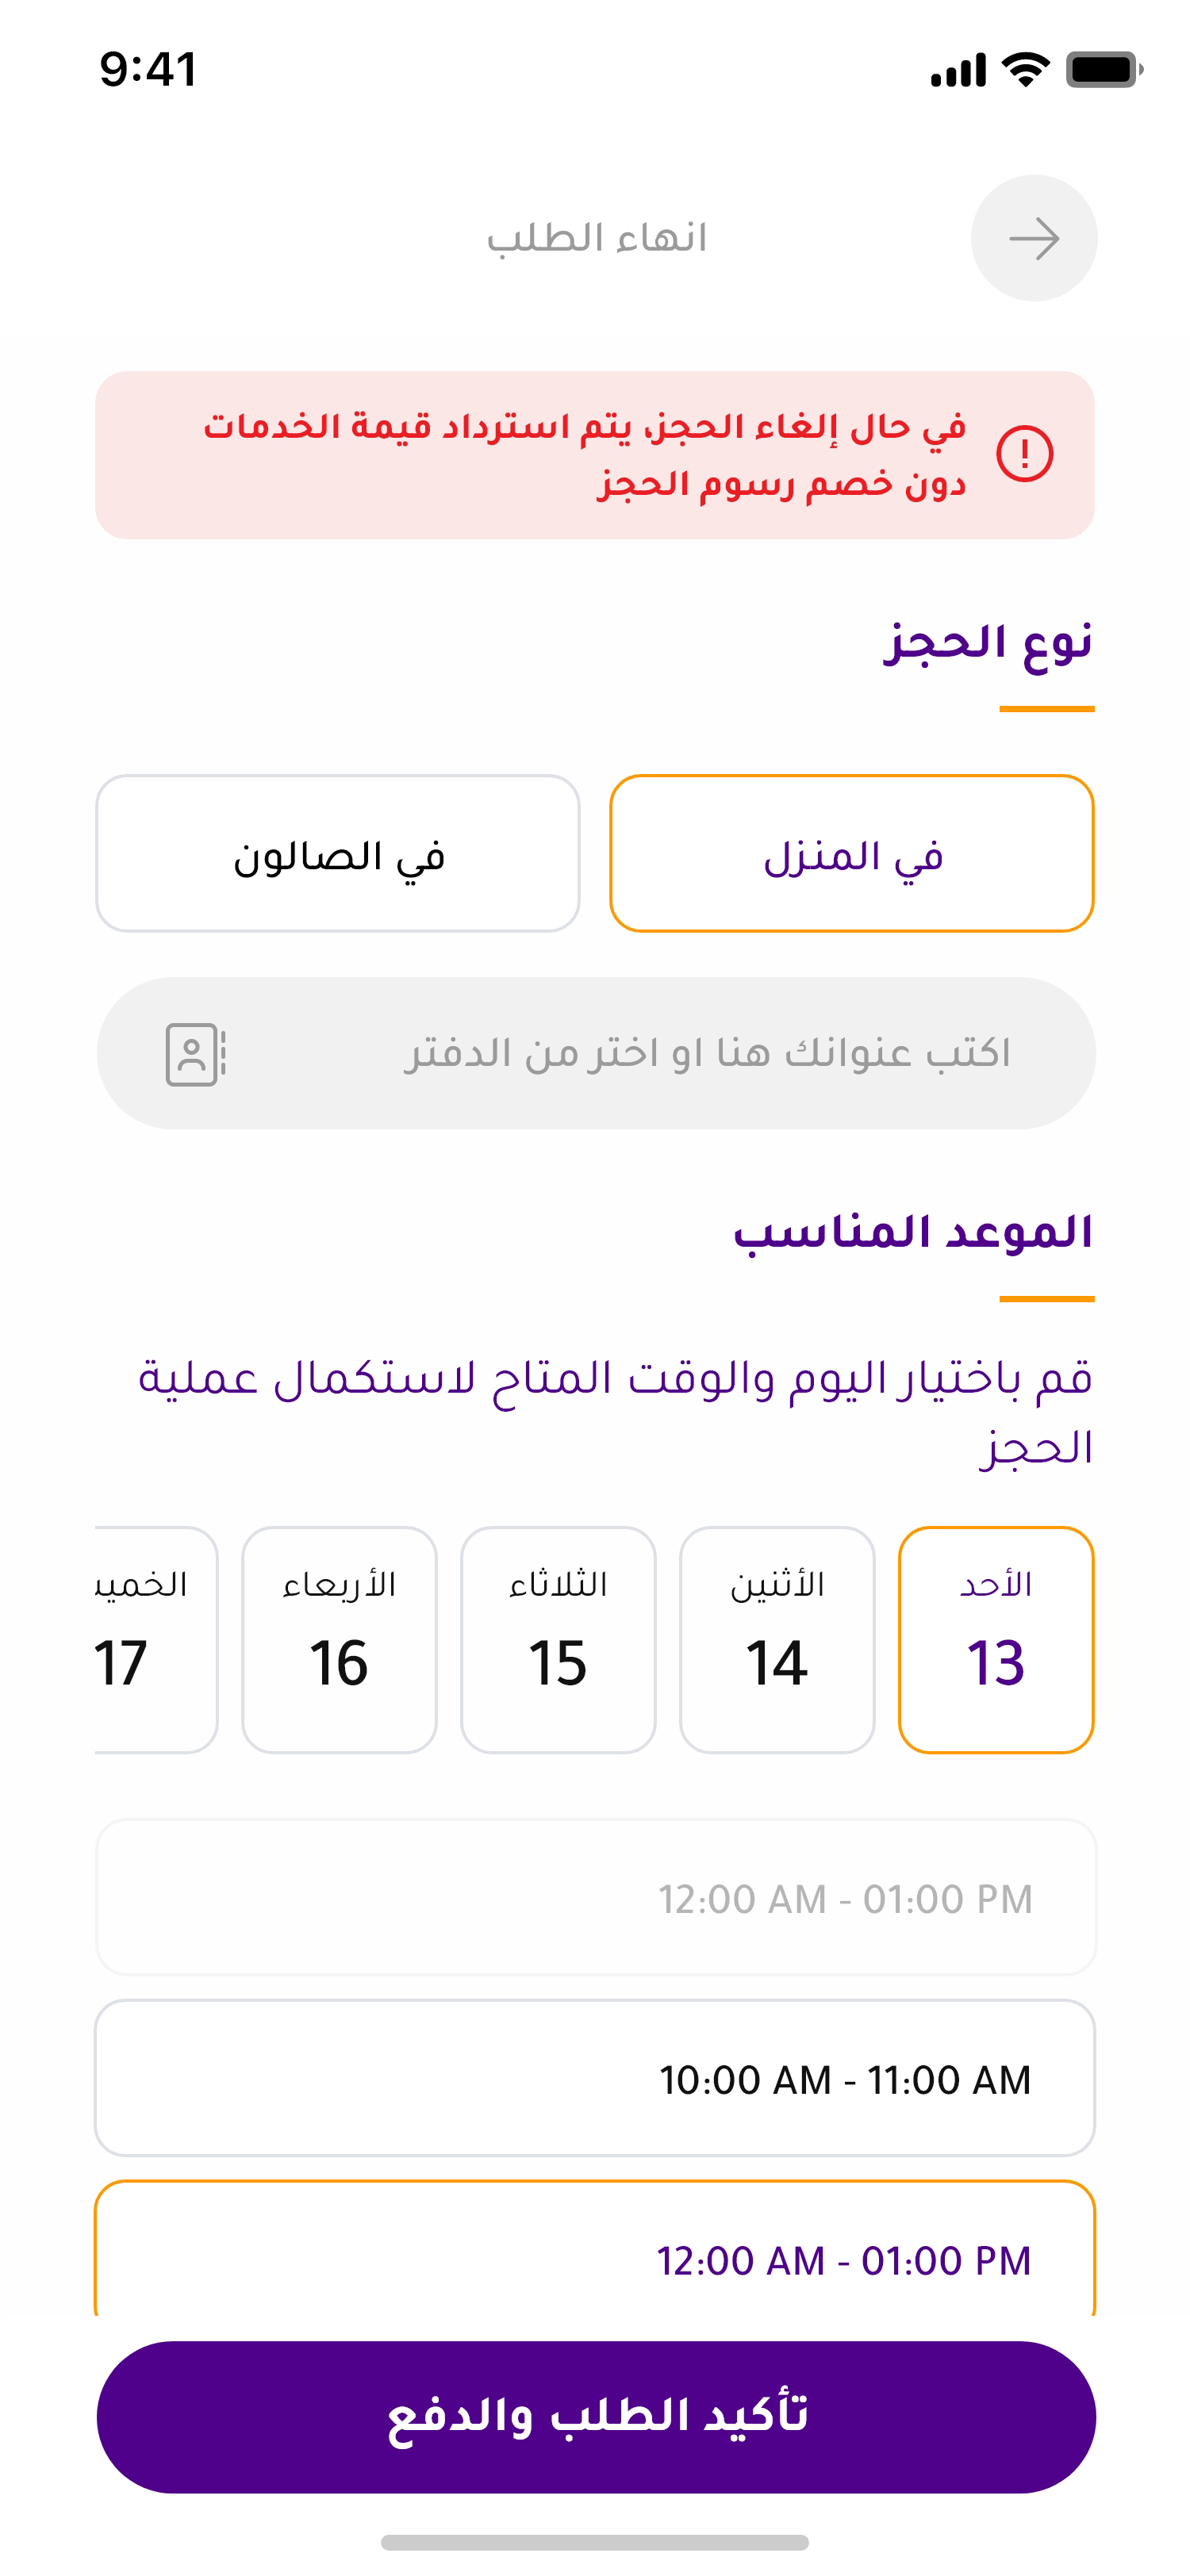 9:41
انهاء الطلب
في حال إلغاء الحجز، يتم استرداد قيمة الخدمات
دون خصم رسوم الحجز
نوع الحجز
في المنزل
في الصالون
اكتب عنوانك هنا او اختر من الدفتر
الموعد المناسب
قم باختيار اليوم والوقت المتاح لاستكمال عملية
الحجز
الأحد
13
الأثنين
14
الثلاثاء
15
الأربعاء
16
17
12:00 AM - 01:00 PM
10:00 AM - 11:00 AM
12:00 AM - 01:00 PM
تأكيد الطلب والدفع